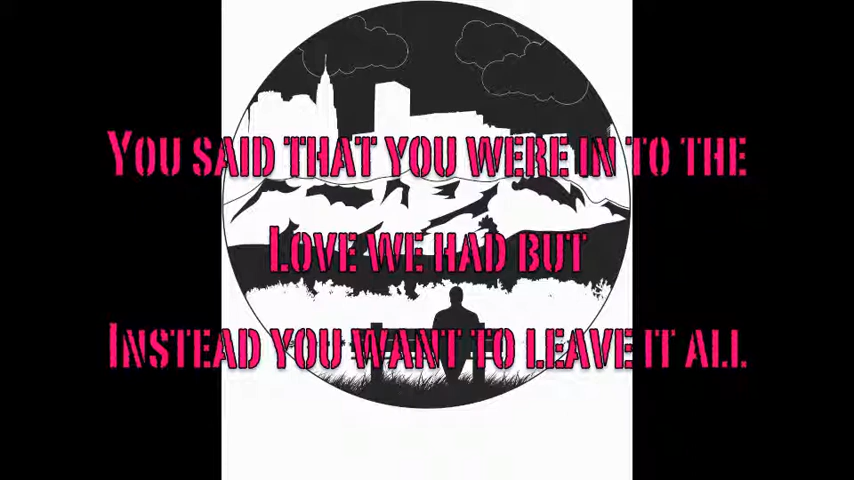 You said that you were in to the
Love we had but
Instead you want to leave it all